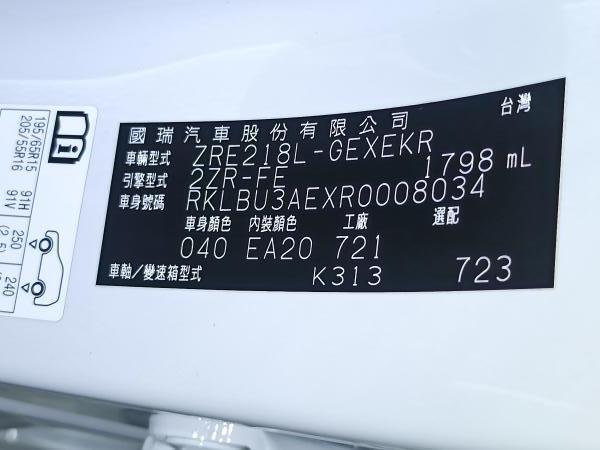 台灣
國瑞汽車股份有限公司
車輛型式 ZRE218L-GEXEKR
引擎型式 2ZR-FE 1798 mL
車身號碼 RKLBU3AEXR0008034
車身顏色 內裝顏色 工廠 選配
040 EA20 721
車軸/變速箱型式 K313 723
195/65R15 91H 250
205/55R16 91V
240